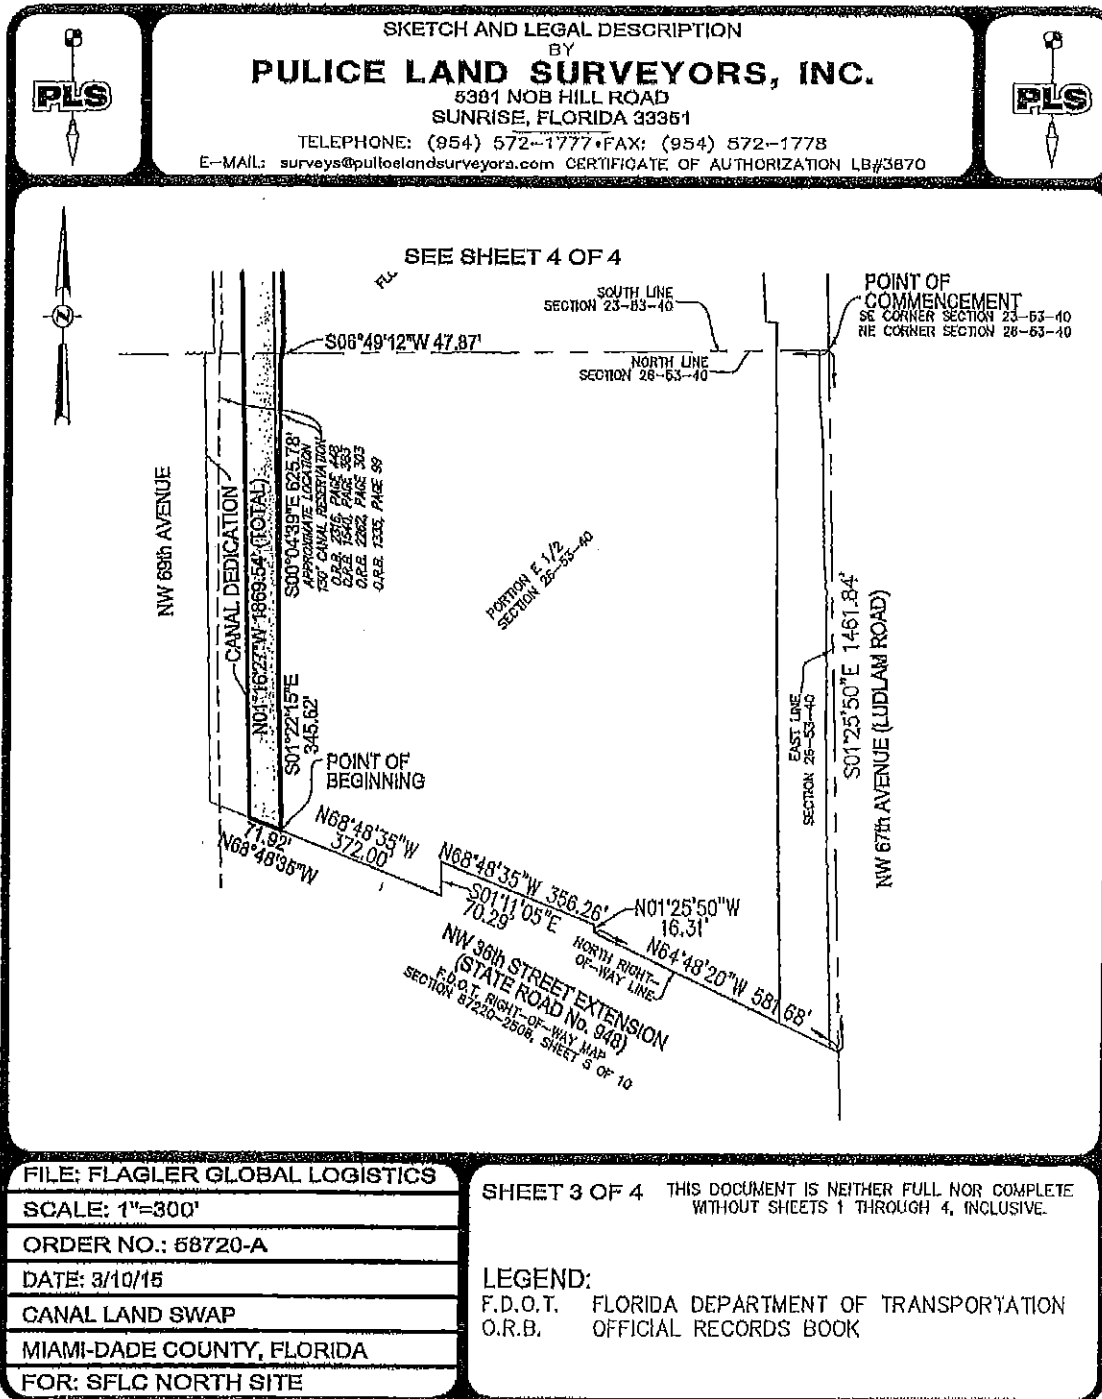 SKETCH AND LEGAL DESCRIPTION
BY
PULICE LAND SURVEYORS, INC.
5381 NOB HILL ROAD
SUNRISE, FLORIDA 33351
TELEPHONE: (954) 572-1777•FAX: (954) 572-1778
E-MAIL: surveys@pulicelandsurveyors.com CERTIFICATE OF AUTHORIZATION LB#3870
PLS
PLS
SEE SHEET 4 OF 4
SOUTH LINE
SECTION 23-53-40
POINT OF
COMMENCEMENT
SE CORNER SECTION 23-53-40
NE CORNER SECTION 26-53-40
Z
S06°49'12"W 47.87'
NORTH LINE
SECTION 26-53-40
NW 69th AVENUE
CANAL DEDICATION
N01°16'27"W 1869.54' (TOTAL)
S00°04'39"E 625.78'
APPROXIMATE LOCATION
130' CANAL RESERVATION
O.R.B. 2316, PAGE 448
O.R.B. 1540, PAGE 363
O.R.B. 2262, PAGE 303
O.R.B. 1335, PAGE 99
S01°22'15"E
345.62'
PORTION E 1/2
SECTION 26-53-40
EAST LINE
SECTION 26-53-40
S01°25'50"E 1461.84'
NW 67th AVENUE (LUDLAM ROAD)
POINT OF
BEGINNING
71.92'
N68°48'35"W
N68°48'35"W
372.00'
N68°48'35"W 356.26'
S01°11'05"E
70.29'
N01°25'50"W
16.31'
N64°48'20"W 581.68'
NORTH RIGHT-
OF-WAY LINE
NW 36th STREET EXTENSION
(STATE ROAD No. 948)
F.D.O.T. RIGHT-OF-WAY MAP
SECTION 87220-2508, SHEET 5 OF 10
FILE: FLAGLER GLOBAL LOGISTICS
SCALE: 1"=300'
ORDER NO.: 58720-A
DATE: 3/10/15
CANAL LAND SWAP
MIAMI-DADE COUNTY, FLORIDA
FOR: SFLC NORTH SITE
SHEET 3 OF 4 THIS DOCUMENT IS NEITHER FULL NOR COMPLETE
WITHOUT SHEETS 1 THROUGH 4, INCLUSIVE.
LEGEND:
F.D.O.T. FLORIDA DEPARTMENT OF TRANSPORTATION
O.R.B. OFFICIAL RECORDS BOOK